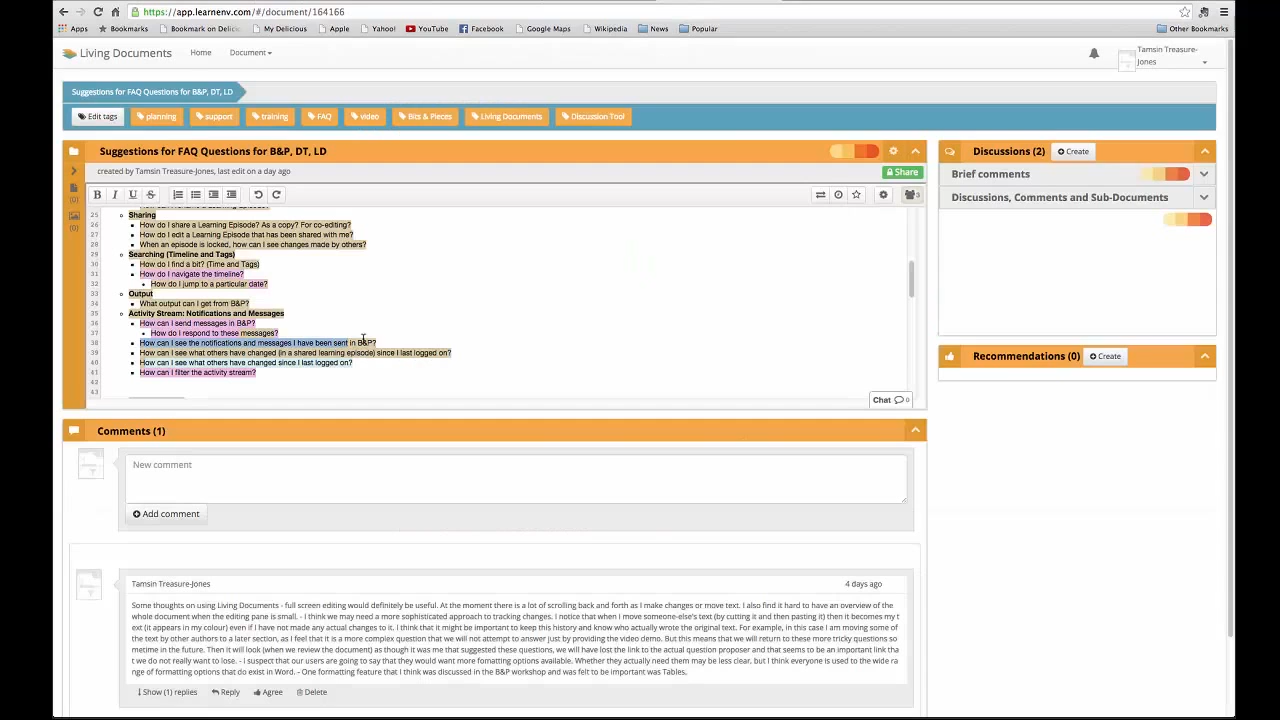 https://app.learnenv.com/#/document/164166
Apps Bookmarks Bookmark on Delici My Delicious Apple Yahoo! YouTube Facebook Google Maps Wikipedia News Popular Other Bookmarks
Living Documents Home Document
Tamsin Treasure-
Jones
Suggestions for FAQ Questions for B&P, DT, LD
Edit tags planning support training FAQ video Bits & Pieces Living Documents Discussion Tool
Suggestions for FAQ Questions for B&P, DT, LD
created by Tamsin Treasure-Jones, last edit on a day ago
Share
B I U S
(0)
(0)
3
25 Sharing
26 How do I share a Learning Episode? As a copy? For co-editing?
27 How do I edit a Learning Episode that has been shared with me?
28 When an episode is locked, how can I see changes made by others?
29 Searching (Timeline and Tags)
30 How do I find a bit? (Time and Tags)
31 How do I navigate the timeline?
32 How do I jump to a particular date?
33 Output
34 What output can I get from B&P?
35 Activity Stream: Notifications and Messages
36 How can I send messages in B&P?
37 How do I respond to these messages?
38 How can I see the notifications and messages I have been sent in B&P?
39 How can I see what others have changed (in a shared learning episode) since I last logged on?
40 How can I see what others have changed since I last logged on?
41 How can I filter the activity stream?
42
43
Chat 0
Discussions (2) Create
Brief comments
Discussions, Comments and Sub-Documents
Recommendations (0) Create
Comments (1)
New comment
Add comment
Tamsin Treasure-Jones 4 days ago
Some thoughts on using Living Documents - full screen editing would definitely be useful. At the moment there is a lot of scrolling back and forth as I make changes or move text. I also find it hard to have an overview of the
whole document when the editing pane is small. - I think we may need a more sophisticated approach to tracking changes. I notice that when I move someone-else's text (by cutting it and then pasting it) then it becomes my t
ext (it appears in my colour) even if I have not made any actual changes to it. I think that it might be important to keep this history and know who actually wrote the original text. For example, in this case I am moving some of
the text by other authors to a later section, as I feel that it is a more complex question that we will not attempt to answer just by providing the video demo. But this means that we will return to these more tricky questions so
metime in the future. Then it will look (when we review the document) as though it was me that suggested these questions, we will have lost the link to the actual question proposer and that seems to be an important link tha
t we do not really want to lose. - I suspect that our users are going to say that they would want more fomatting options available. Whether they actually need them may be less clear, but I think everyone is used to the wide ra
nge of formatting options that do exist in Word. - One formatting feature that I think was discussed in the B&P workshop and was felt to be important was Tables.
Show (1) replies Reply Agree Delete